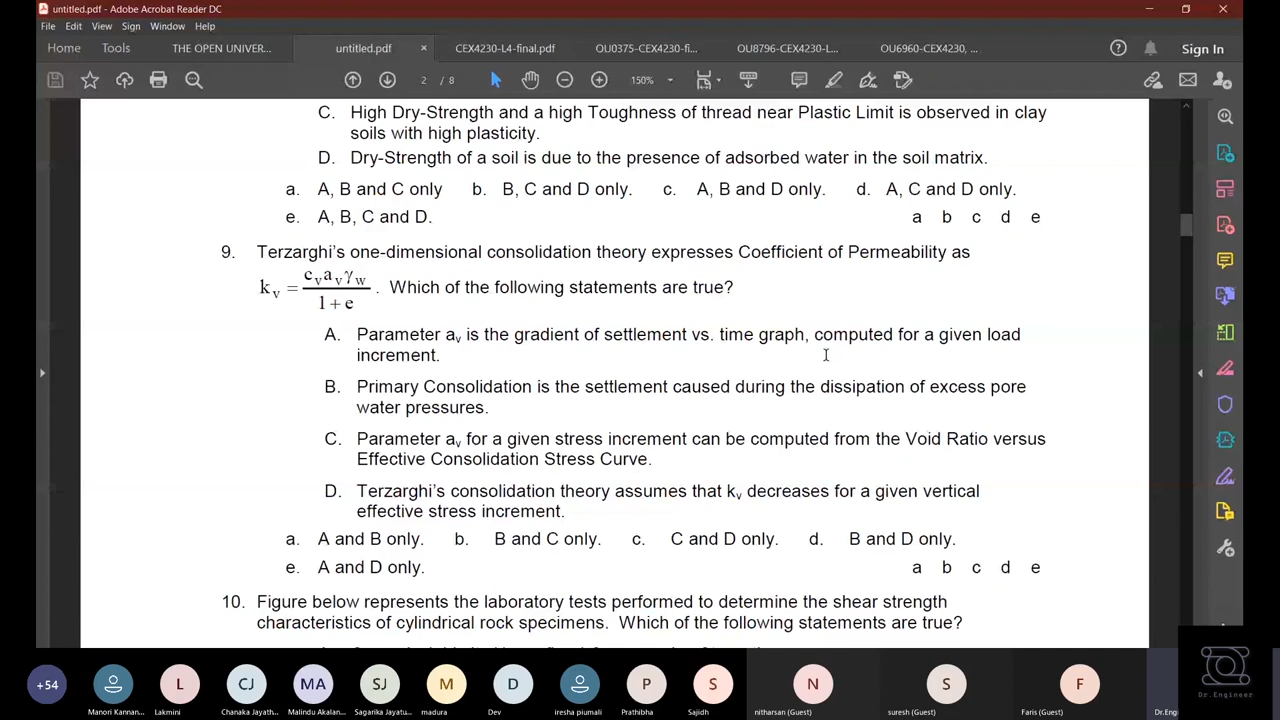 untitled.pdf - Adobe Acrobat Reader DC
File Edit View Sign Window Help
Home Tools THE OPEN UNIVER... untitled.pdf × CEX4230-L4-final.pdf OU0375-CEX4230-fi... OU8796-CEX4230-L... OU6960-CEX4230, ... Sign In
2 / 8 150%
C. High Dry-Strength and a high Toughness of thread near Plastic Limit is observed in clay
soils with high plasticity.
D. Dry-Strength of a soil is due to the presence of adsorbed water in the soil matrix.
a. A, B and C only b. B, C and D only. c. A, B and D only. d. A, C and D only.
e. A, B, C and D. a b c d e
9. Terzarghi's one-dimensional consolidation theory expresses Coefficient of Permeability as
k_v = c_v a_v γ_w / 1 + e . Which of the following statements are true?
A. Parameter a_v is the gradient of settlement vs. time graph, computed for a given load
increment.
B. Primary Consolidation is the settlement caused during the dissipation of excess pore
water pressures.
C. Parameter a_v for a given stress increment can be computed from the Void Ratio versus
Effective Consolidation Stress Curve.
D. Terzarghi's consolidation theory assumes that k_v decreases for a given vertical
effective stress increment.
a. A and B only. b. B and C only. c. C and D only. d. B and D only.
e. A and D only. a b c d e
10. Figure below represents the laboratory tests performed to determine the shear strength
characteristics of cylindrical rock specimens. Which of the following statements are true?
+54 L CJ MA SJ M D P S N S F
Manori Kannan... Lakmini Chanaka Jayath... Malindu Akalan... Sagarika Jayatu... madura Dev iresha piumali Prathibha Sajidh nitharsan (Guest) suresh (Guest) Faris (Guest) Dr.Eng
Dr.Engineer